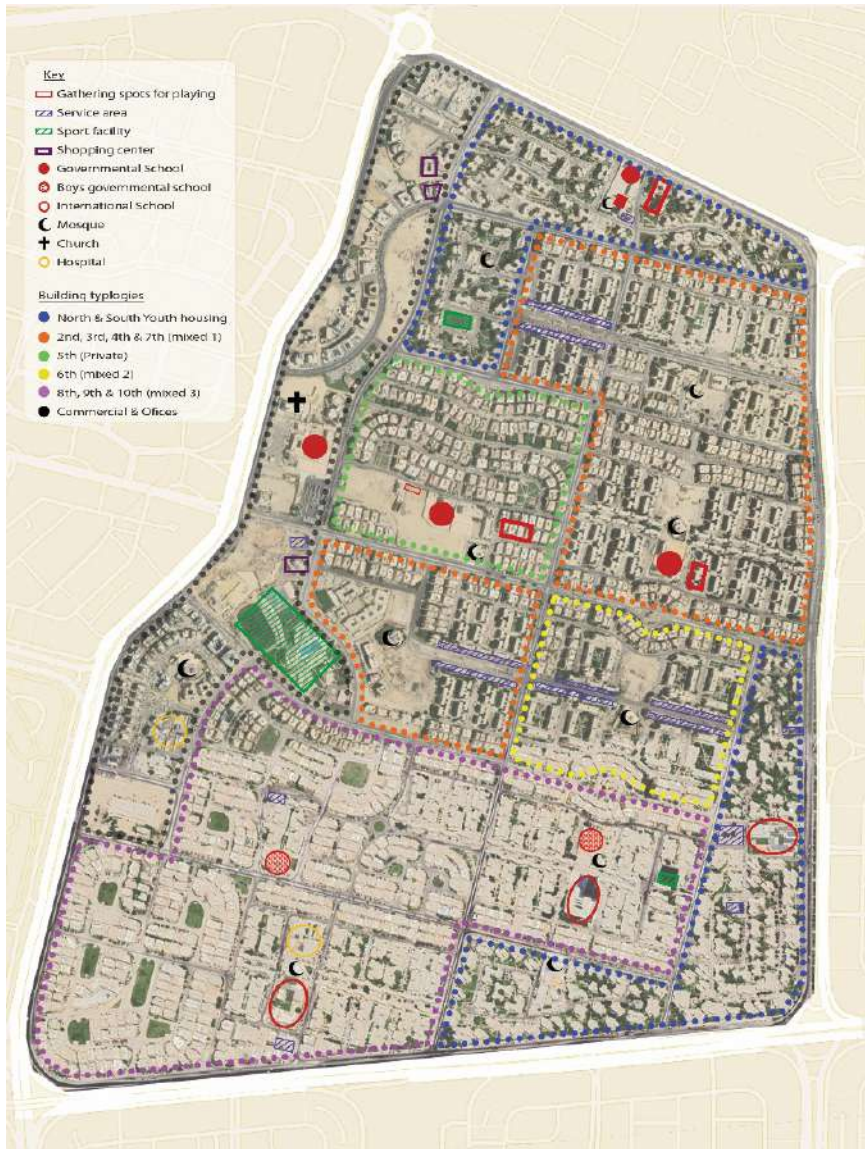 Key
Gathering spots for playing
Service area
Sport facility
Shopping center
Governmental School
Boys governmental school
International School
Mosque
Church
Hospital
Building typlogies
North & South Youth housing
2nd, 3rd, 4th & 7th (mixed 1)
5th (Private)
6th (mixed 2)
8th, 9th & 10th (mixed 3)
Commercial & Ofices